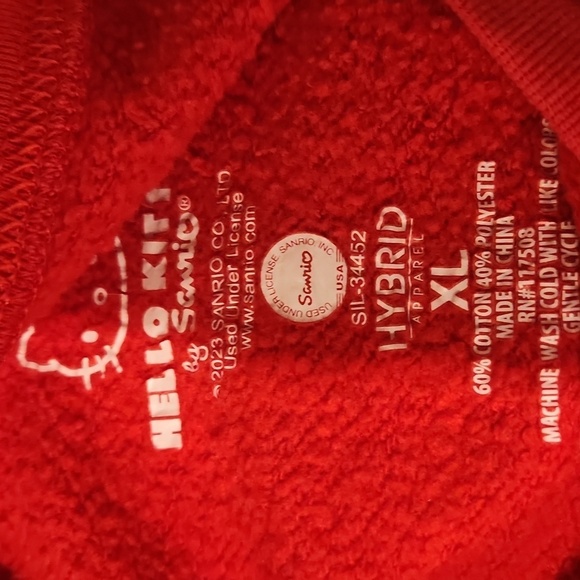 HELLO KITT
by Sanrio®
©2023 SANRIO CO., LTD.
Used Under License
www.sanrio.com
USED UNDER LICENSE SANRIO INC USA
Sanrio
SIL-34452
HYBRID
APPAREL
XL
60% COTTON 40% POLYESTER
MADE IN CHINA
RN#117508
MACHINE WASH COLD WITH LIKE COLORS
GENTLE CYCLE